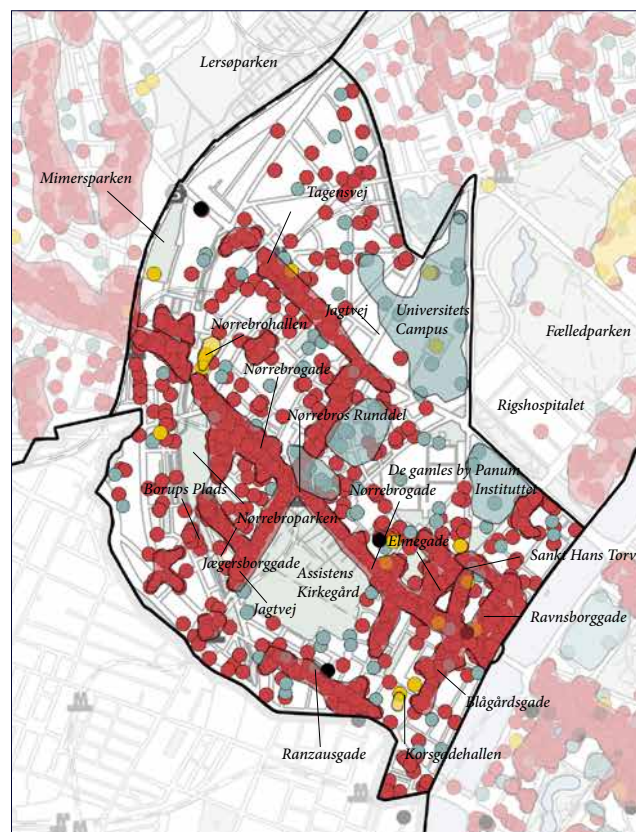 Lersøparken
Mimersparken
Tagensvej
Jagtvej
Universitets
Campus
Nørrebrohallen
Fælledparken
Nørrebrogade
Rigshospitalet
Nørrebros Runddel
De gamles by
Panum
Instituttet
Borups Plads
Nørrebrogade
Nørrebroparken
Elmegade
Sankt Hans Torv
Jægersborggade
Assistens
Kirkegård
Jagtvej
Ravnsborggade
Blågårdsgade
Ranzausgade
Korsgadehallen